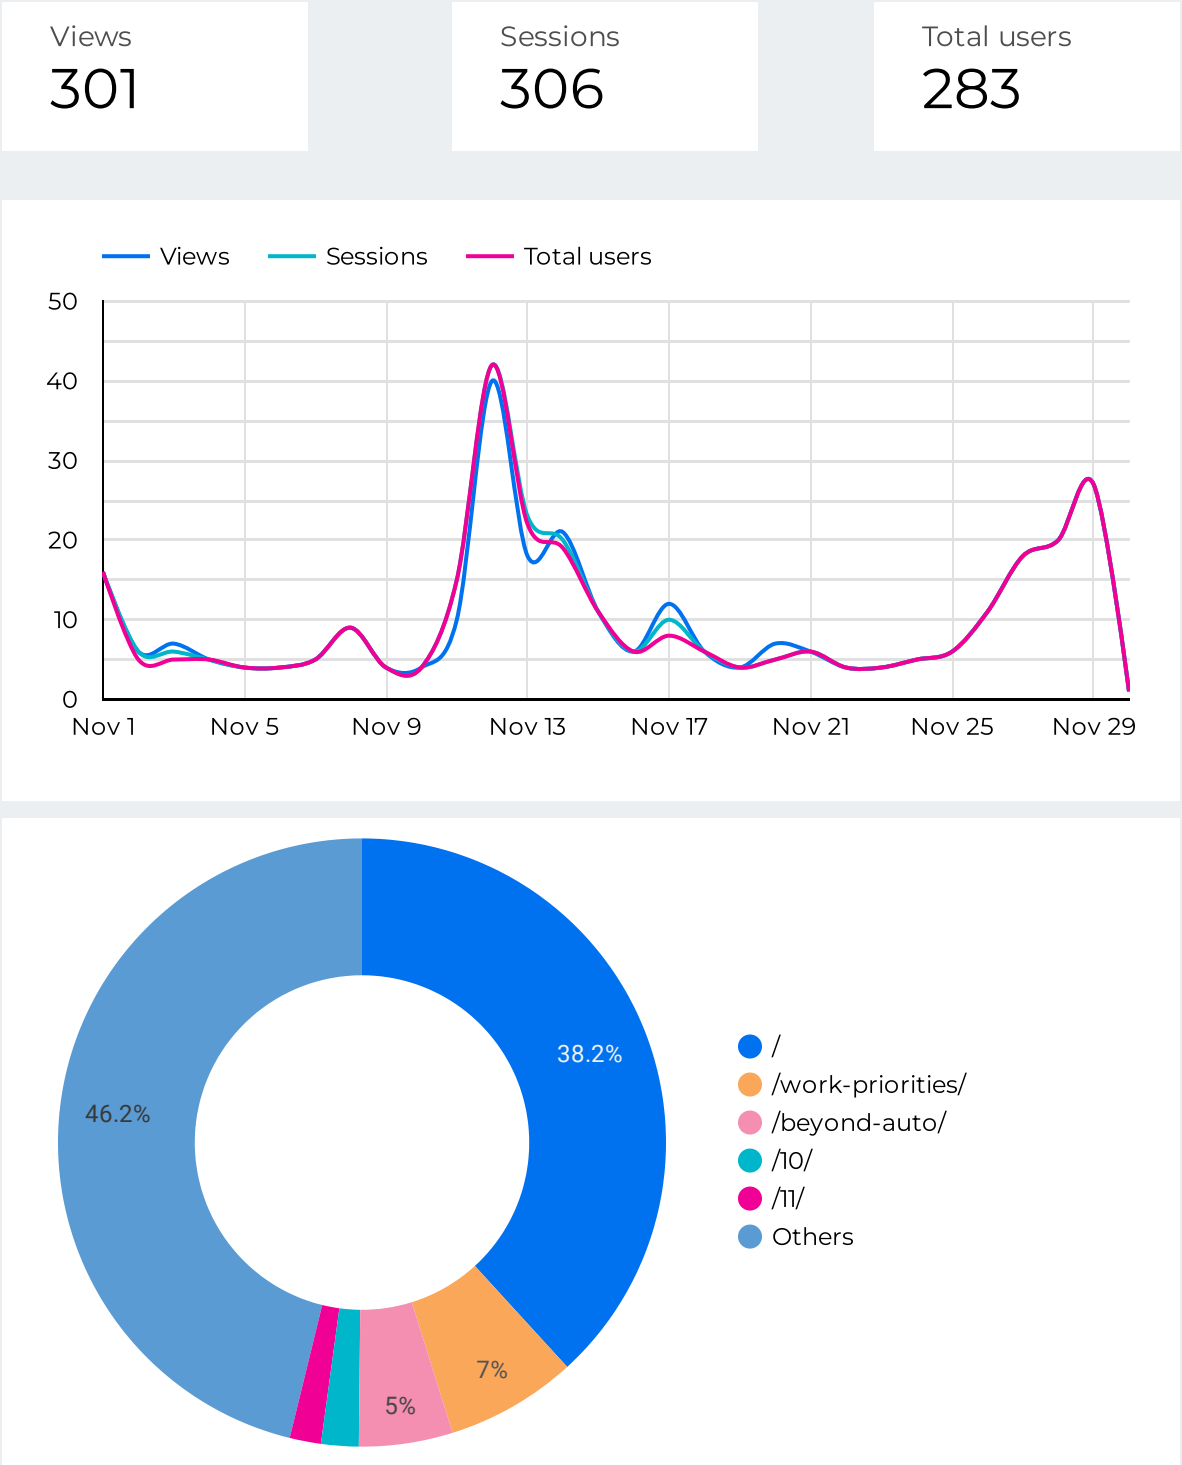 Views
301
Sessions
306
Total users
283
Views
Sessions
Total users
50
40
30
20
10
0
Nov 1
Nov 5
Nov 9
Nov 13
Nov 17
Nov 21
Nov 25
Nov 29
38.2%
46.2%
7%
5%
/
/work-priorities/
/beyond-auto/
/10/
/11/
Others